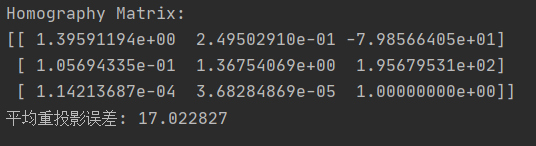 Homography Matrix:
[[ 1.39591194e+00  2.49502910e-01 -7.98566405e+01]
 [ 1.05694335e-01  1.36754069e+00  1.95679531e+02]
 [ 1.14213687e-04  3.68284869e-05  1.00000000e+00]]
平均重投影误差: 17.022827